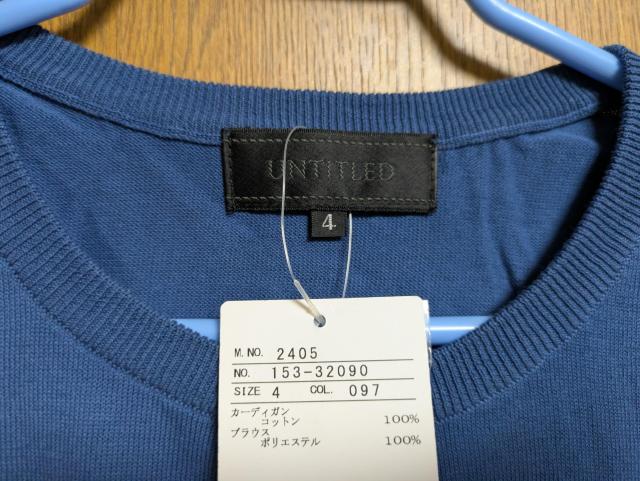 UNTITLED
4
M. NO. 2405
NO. 153-32090
SIZE 4 COL. 097
カーディガン
コットン 100%
ブラウス
ポリエステル 100%